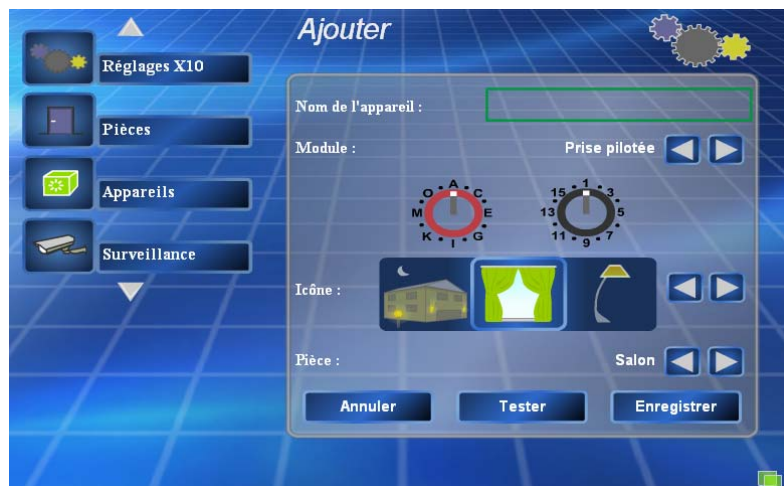 Ajouter
Réglages X10
Pièces
Appareils
Surveillance
Nom de l'appareil :
Module :
Prise pilotée
A
C
E
G
I
K
M
O
1
3
5
7
9
11
13
15
Icône :
Pièce :
Salon
Annuler
Tester
Enregistrer